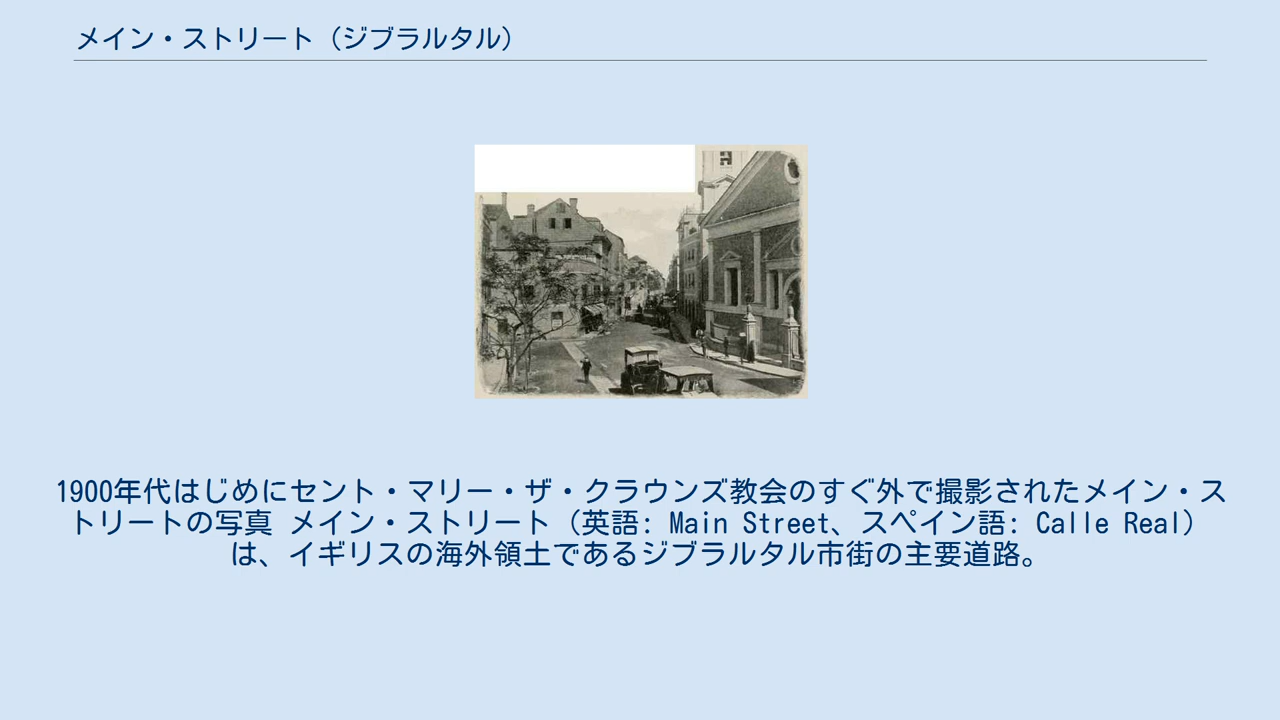 メイン・ストリート（ジブラルタル）
1900年代はじめにセント・マリー・ザ・クラウンズ教会のすぐ外で撮影されたメイン・ス
トリートの写真 メイン・ストリート（英語: Main Street、スペイン語: Calle Real）
は、イギリスの海外領土であるジブラルタル市街の主要道路。